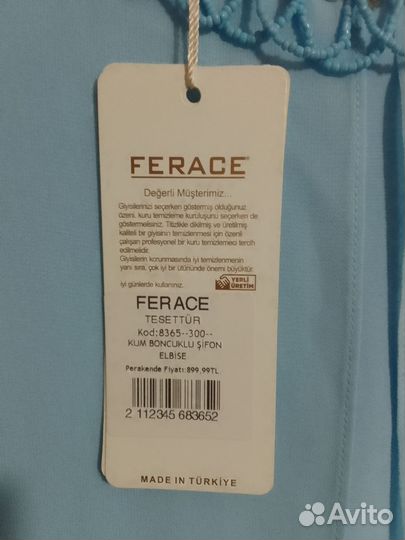 FERACE
Değerli Müşterimiz...
Giysilerinizi seçerken göstermiş olduğunuz
özeni, kuru temizleme kuruluşunu seçerken de
göstermelisiniz. Titizlikle dikilmiş ve üretilmiş
kaliteli bir giysinin temizlenmesi için özenli
çalışan profesyonel bir kuru temizlemeci tercih
edilmelidir.
Giysilerin korunmasında iyi temizlenmenin
yanı sıra, çok iyi bir ütününde önemi büyüktür.
iyi günlerde kullanınız.
YERLİ
ÜRETİM
FERACE
TESETTÜR
Kod:8365--300--
KUM BONCUKLU ŞİFON
ELBİSE
Perakende Fiyatı:899,99TL
2 112345 683652
MADE IN TÜRKİYE
Avito